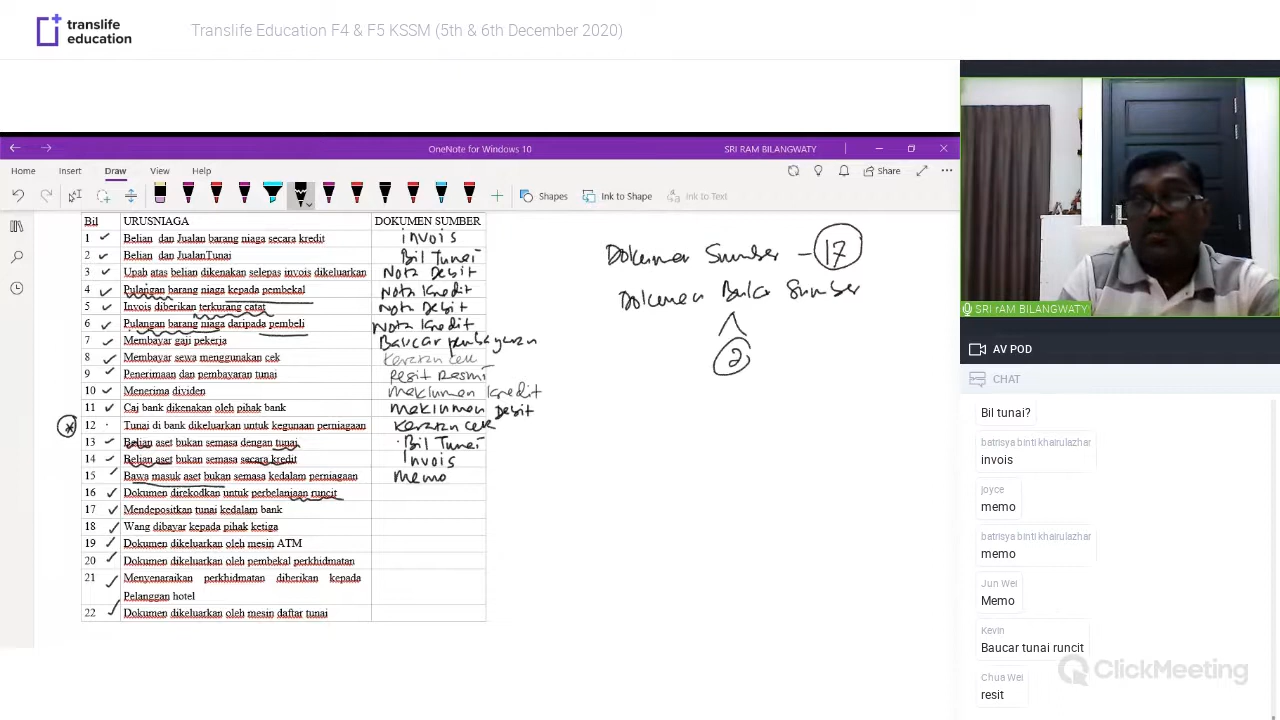 translife
education
Translife Education F4 & F5 KSSM (5th & 6th December 2020)
OneNote for Windows 10
SRI RAM BILANGWATY
Home Insert Draw View Help
Share
Shapes Ink to Shape Ink to Text
Bil URUSNIAGA DOKUMEN SUMBER
1 Belian dan Jualan barang niaga secara kredit invois
2 Belian dan JualanTunai Bil Tunai
3 Upah atas belian dikenakan selepas invois dikeluarkan Nota Debit
4 Pulangan barang niaga kepada pembekal Nota Kredit
5 Invois diberikan terkurang catat Nota Debit
6 Pulangan barang niaga daripada pembeli Nota Kredit
7 Membayar gaji pekerja Baucar pembayaran
8 Membayar sewa menggunakan cek Keratan cek
9 Penerimaan dan pembayaran tunai Resit Rasmi
10 Menerima dividen Makluman Kredit
11 Caj bank dikenakan oleh pihak bank Makluman Debit
12 Tunai di bank dikeluarkan untuk kegunaan perniagaan Keratan cek
13 Belian aset bukan semasa dengan tunai Bil Tunai
14 Belian aset bukan semasa secara kredit Invois
15 Bawa masuk aset bukan semasa kedalam perniagaan Memo
16 Dokumen direkodkan untuk perbelanjaan runcit
17 Mendepositkan tunai kedalam bank
18 Wang dibayar kepada pihak ketiga
19 Dokumen dikeluarkan oleh mesin ATM
20 Dokumen dikeluarkan oleh pembekal perkhidmatan
21 Menyenaraikan perkhidmatan diberikan kepada
Pelanggan hotel
22 Dokumen dikeluarkan oleh mesin daftar tunai
Dokumen Sumber – 17
Dokumen Bukan Sumber
2
SRI rAM BILANGWATY
AV POD
CHAT
Bil tunai?
batrisya binti khairulazhar
invois
joyce
memo
batrisya binti khairulazhar
memo
Jun Wei
Memo
Kevin
Baucar tunai runcit
Chua Wei
resit
ClickMeeting